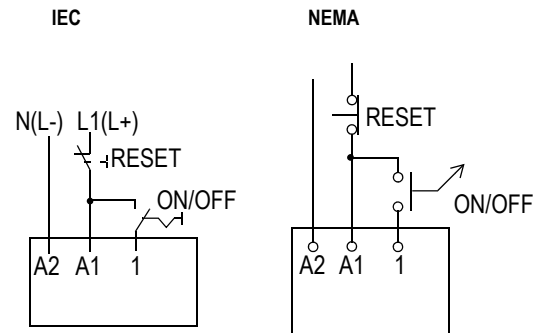 IEC
NEMA
N(L-) L1(L+)
RESET
ON/OFF
A2 A1 1
RESET
ON/OFF
A2 A1 1